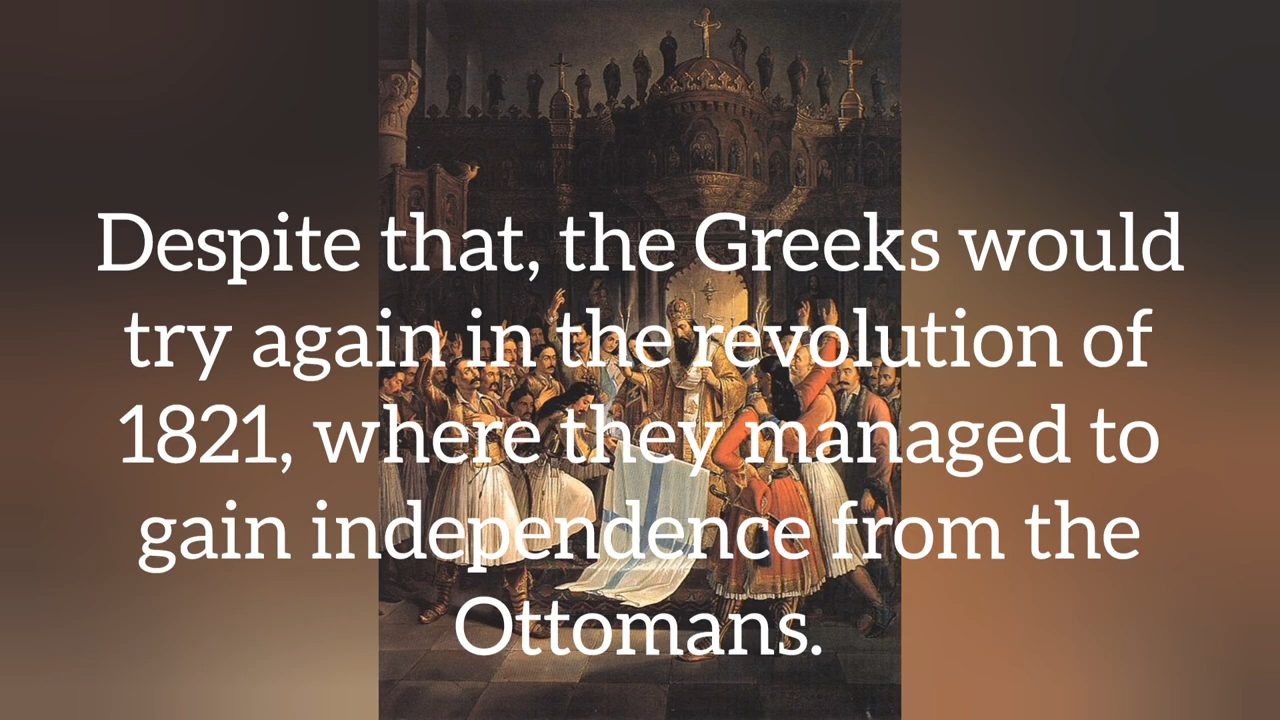 Despite that, the Greeks would
try again in the revolution of
1821, where they managed to
gain independence from the
Ottomans.